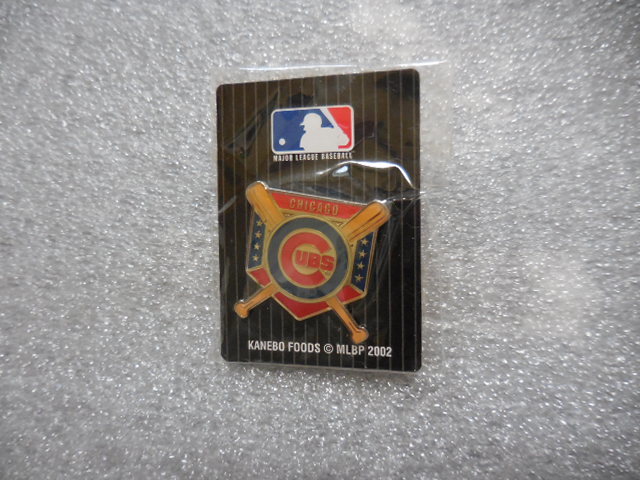 MAJOR LEAGUE BASEBALL
CHICAGO
CUBS
KANEBO FOODS © MLBP 2002